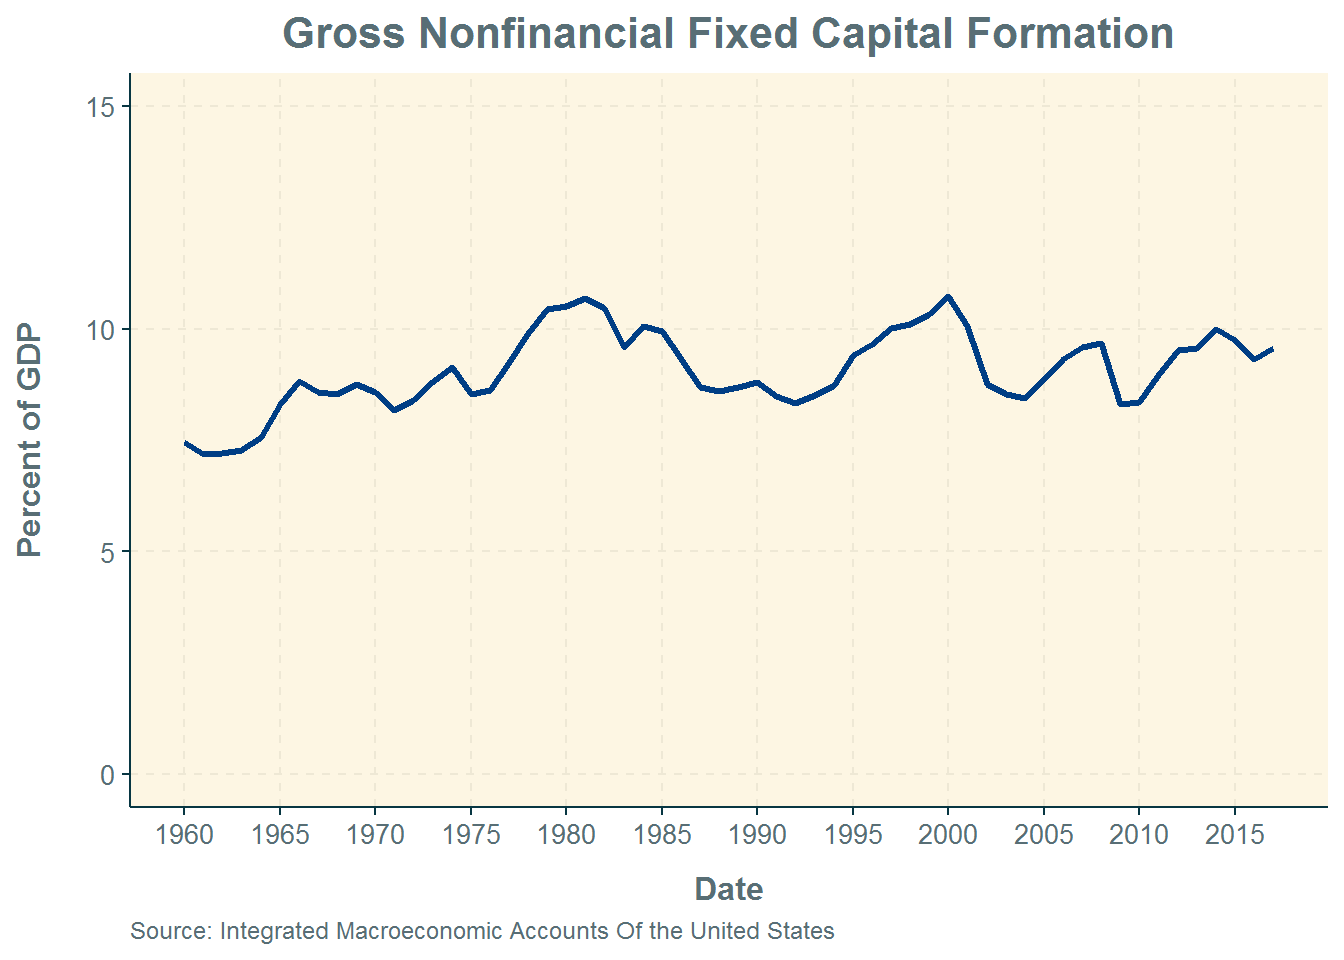 Gross Nonfinancial Fixed Capital Formation
Percent of GDP
15
10
5
0
1960 1965 1970 1975 1980 1985 1990 1995 2000 2005 2010 2015
Date
Source: Integrated Macroeconomic Accounts Of the United States